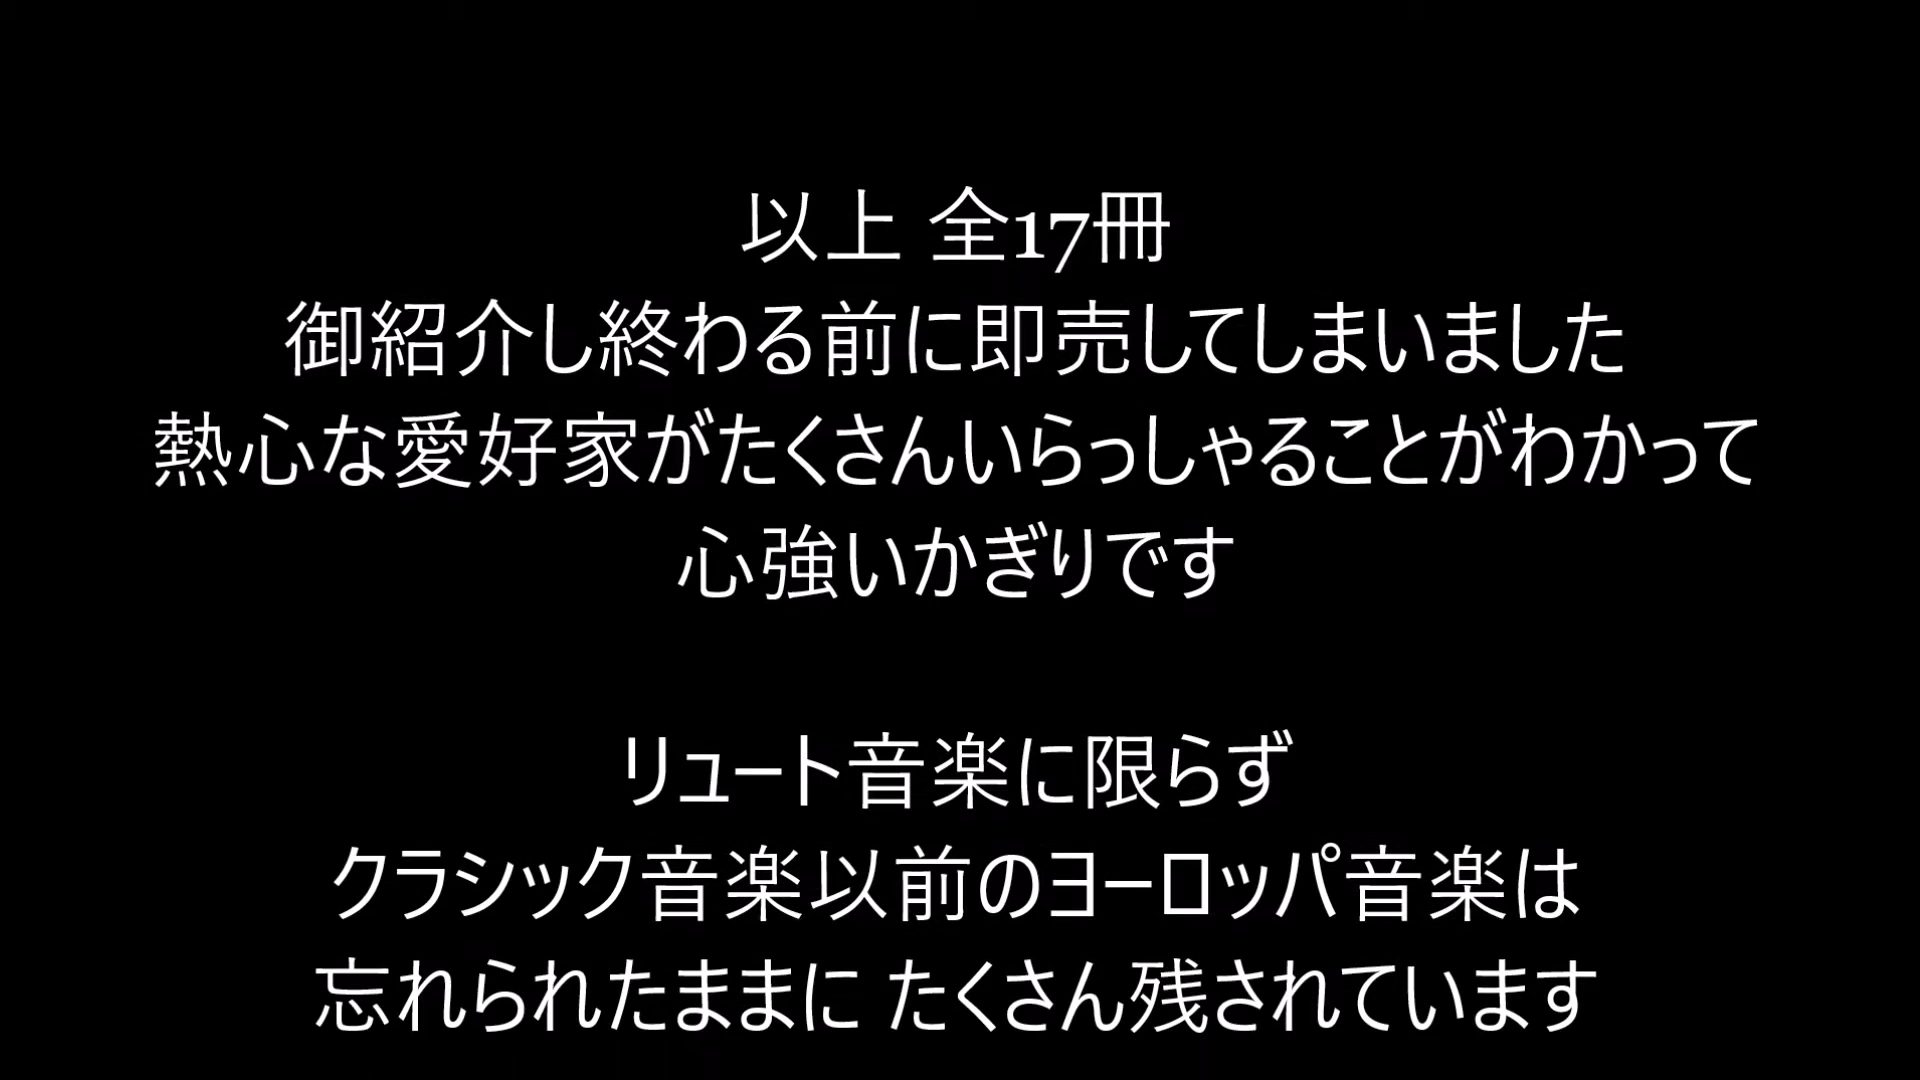 以上 全17冊
御紹介し終わる前に即売してしまいました
熱心な愛好家がたくさんいらっしゃることがわかって
心強いかぎりです
リュート音楽に限らず
クラシック音楽以前のヨーロッパ音楽は
忘れられたままに たくさん残されています